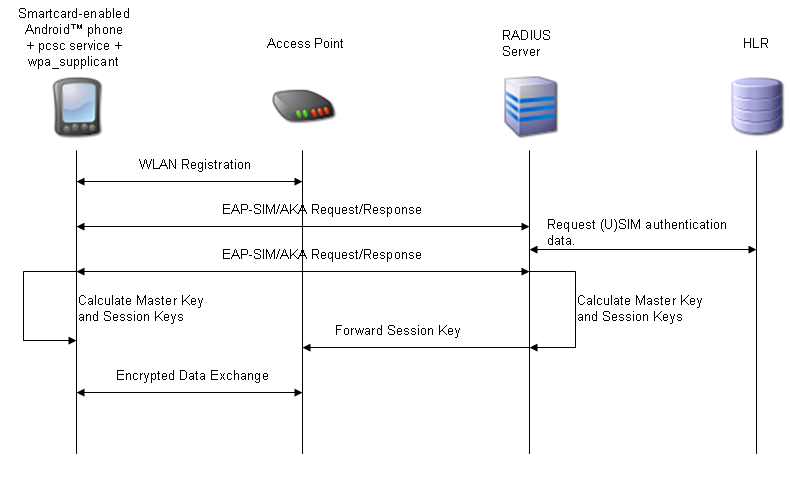 Smartcard-enabled
Android™ phone
+ pcsc service +
wpa_supplicant
Access Point
RADIUS
Server
HLR
WLAN Registration
EAP-SIM/AKA Request/Response
Request (U)SIM authentication
data.
EAP-SIM/AKA Request/Response
Calculate Master Key
and Session Keys
Calculate Master Key
and Session Keys
Forward Session Key
Encrypted Data Exchange